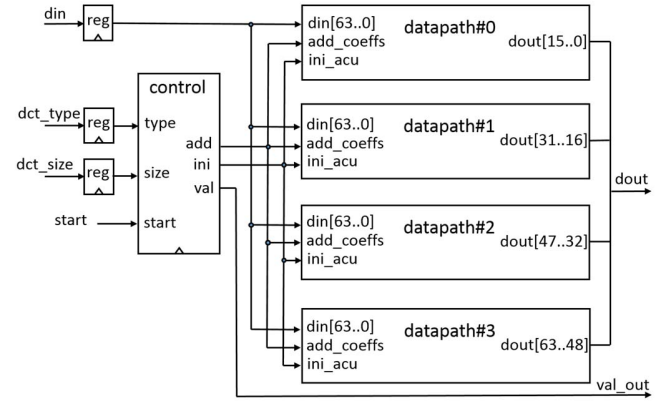 din
reg
din[63..0]
add_coeffs
ini_acu
datapath#0
dout[15..0]
control
dct_type
reg
type
dct_size
reg
size
start
start
add
ini
val
din[63..0]
add_coeffs
ini_acu
datapath#1
dout[31..16]
din[63..0]
add_coeffs
ini_acu
datapath#2
dout[47..32]
din[63..0]
add_coeffs
ini_acu
datapath#3
dout[63..48]
dout
val_out